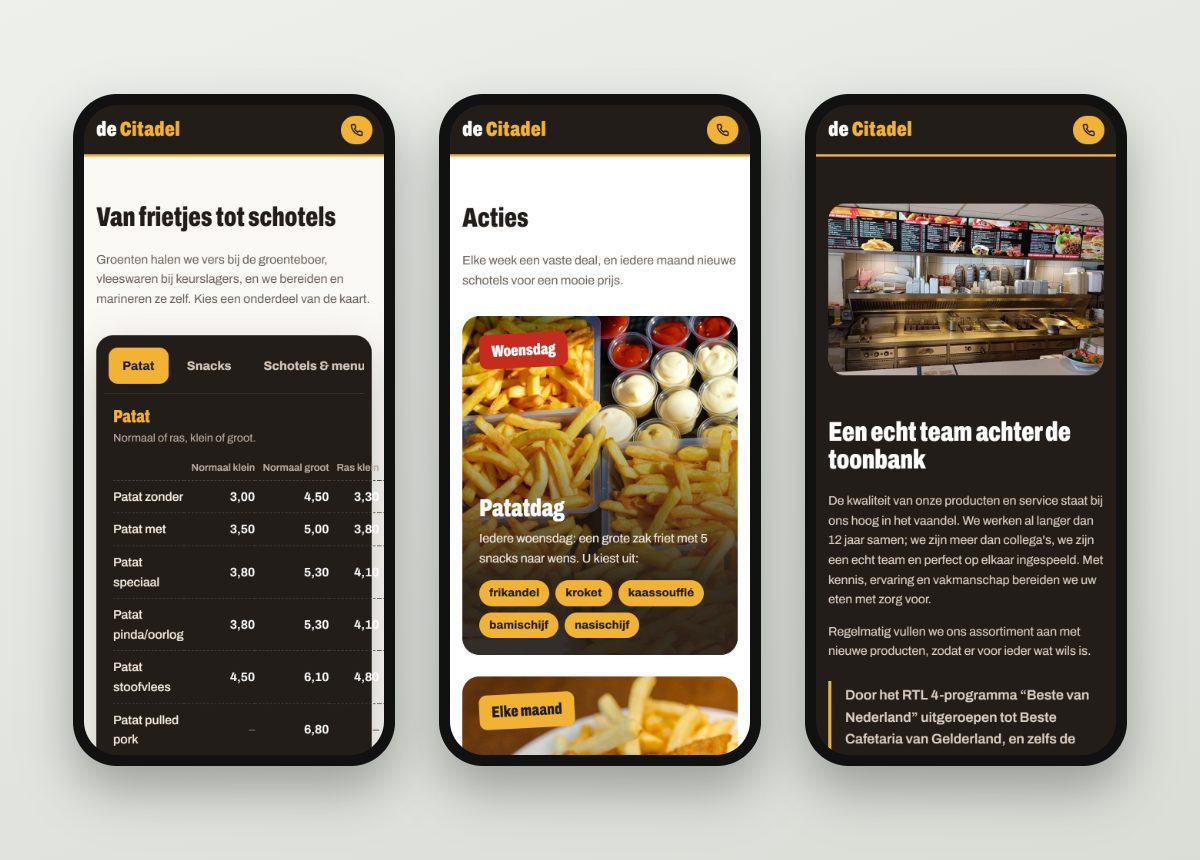 de Citadel
Van frietjes tot schotels
Groenten halen we vers bij de groenteboer,
vleeswaren bij keurslagers, en we bereiden en
marineren ze zelf. Kies een onderdeel van de kaart.
Patat Snacks Schotels & menu
Patat
Normaal of ras, klein of groot.
Normaal klein Normaal groot Ras klein
Patat zonder 3,00 4,50 3,30
Patat met 3,50 5,00 3,80
Patat
speciaal 3,80 5,30 4,10
Patat
pinda/oorlog 3,80 5,30 4,10
Patat
stoofvlees 4,50 6,10 4,80
Patat pulled
pork – 6,80 –
de Citadel
Acties
Elke week een vaste deal, en iedere maand nieuwe
schotels voor een mooie prijs.
Woensdag
Patatdag
Iedere woensdag: een grote zak friet met 5
snacks naar wens. U kiest uit:
frikandel kroket kaassoufflé
bamischijf nasischijf
Elke maand
de Citadel
Een echt team achter de
toonbank
De kwaliteit van onze producten en service staat bij
ons hoog in het vaandel. We werken al langer dan
12 jaar samen; we zijn meer dan collega's, we zijn
een echt team en perfect op elkaar ingespeeld. Met
kennis, ervaring en vakmanschap bereiden we uw
eten met zorg voor.
Regelmatig vullen we ons assortiment aan met
nieuwe producten, zodat er voor ieder wat wils is.
Door het RTL 4-programma “Beste van
Nederland” uitgeroepen tot Beste
Cafetaria van Gelderland, en zelfs de